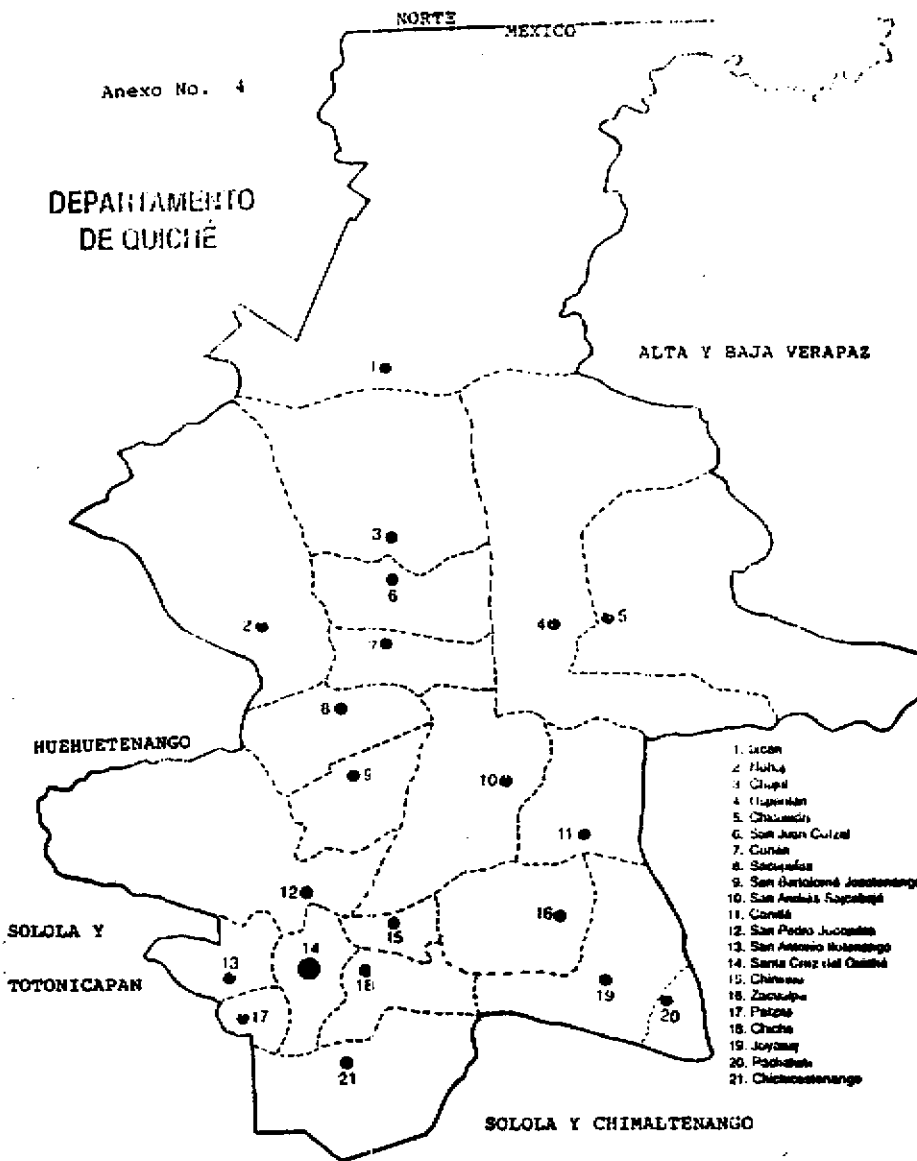 NORTE
MEXICO
Anexo No. 4
DEPARTAMENTO
DE QUICHÉ
ALTA Y BAJA VERAPAZ
1
3
6
2
4
5
7
8
HUEHUETENANGO
9
10
11
12
16
SOLOLA Y
15
14
TOTONICAPAN
13
18
19
20
17
21
SOLOLA Y CHIMALTENANGO
1. Ixcán
2. Nebaj
3. Chajul
4. Uspantán
5. Chicamán
6. San Juan Cotzal
7. Cunén
8. Sacapulas
9. San Bartolomé Jocotenango
10. San Andrés Sajcabajá
11. Canillá
12. San Pedro Jocopilas
13. San Antonio Ilotenango
14. Santa Cruz del Quiché
15. Chinique
16. Zacualpa
17. Patzité
18. Chiché
19. Joyabaj
20. Pachalum
21. Chichicastenango